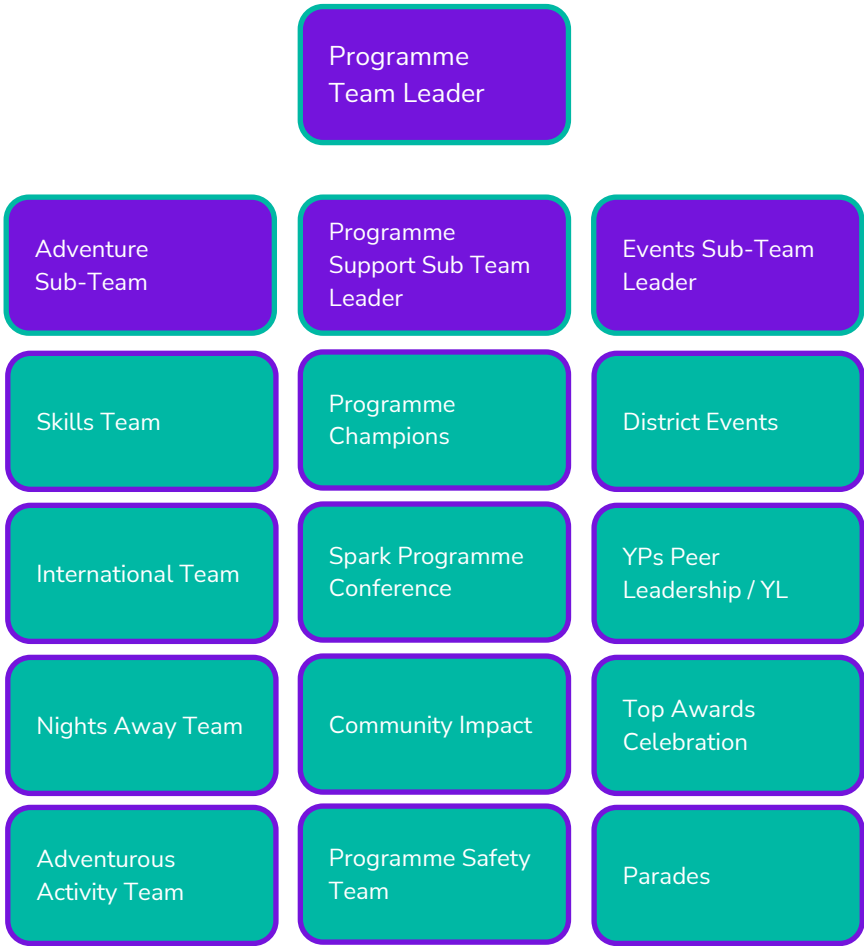 Programme
Team Leader
Adventure
Sub-Team
Programme
Support Sub Team
Leader
Events Sub-Team
Leader
Skills Team
Programme
Champions
District Events
International Team
Spark Programme
Conference
YPs Peer
Leadership / YL
Nights Away Team
Community Impact
Top Awards
Celebration
Adventurous
Activity Team
Programme Safety
Team
Parades